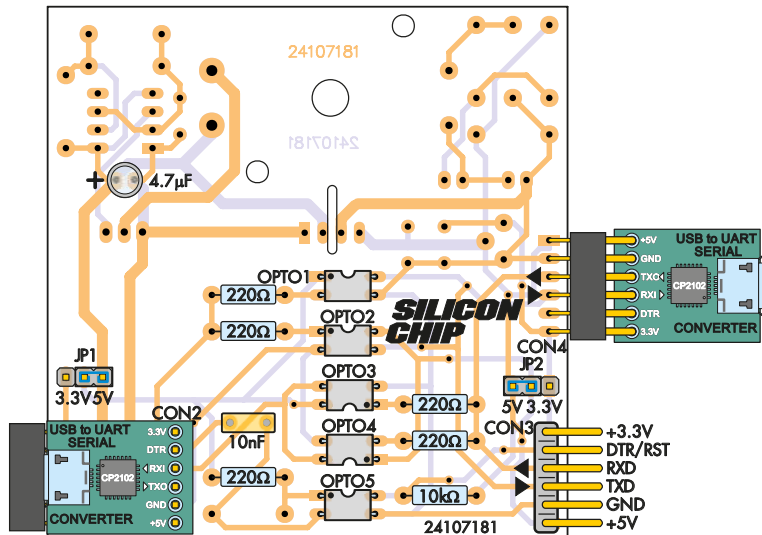 24107181
24107181
+ 4.7µF
OPTO1
220Ω
OPTO2
220Ω
SILICON
CHIP
OPTO3
220Ω
OPTO4
220Ω
220Ω
OPTO5
10kΩ
24107181
10nF
JP1
3.3V 5V
CON2
USB to UART
SERIAL
CP2102
CONVERTER
3.3V
DTR
RXI
TXO
GND
+5V
+5V
GND
TXO
RXI
DTR
3.3V
USB to UART
SERIAL
CP2102
CONVERTER
CON4
JP2
5V 3.3V
CON3
+3.3V
DTR/RST
RXD
TXD
GND
+5V